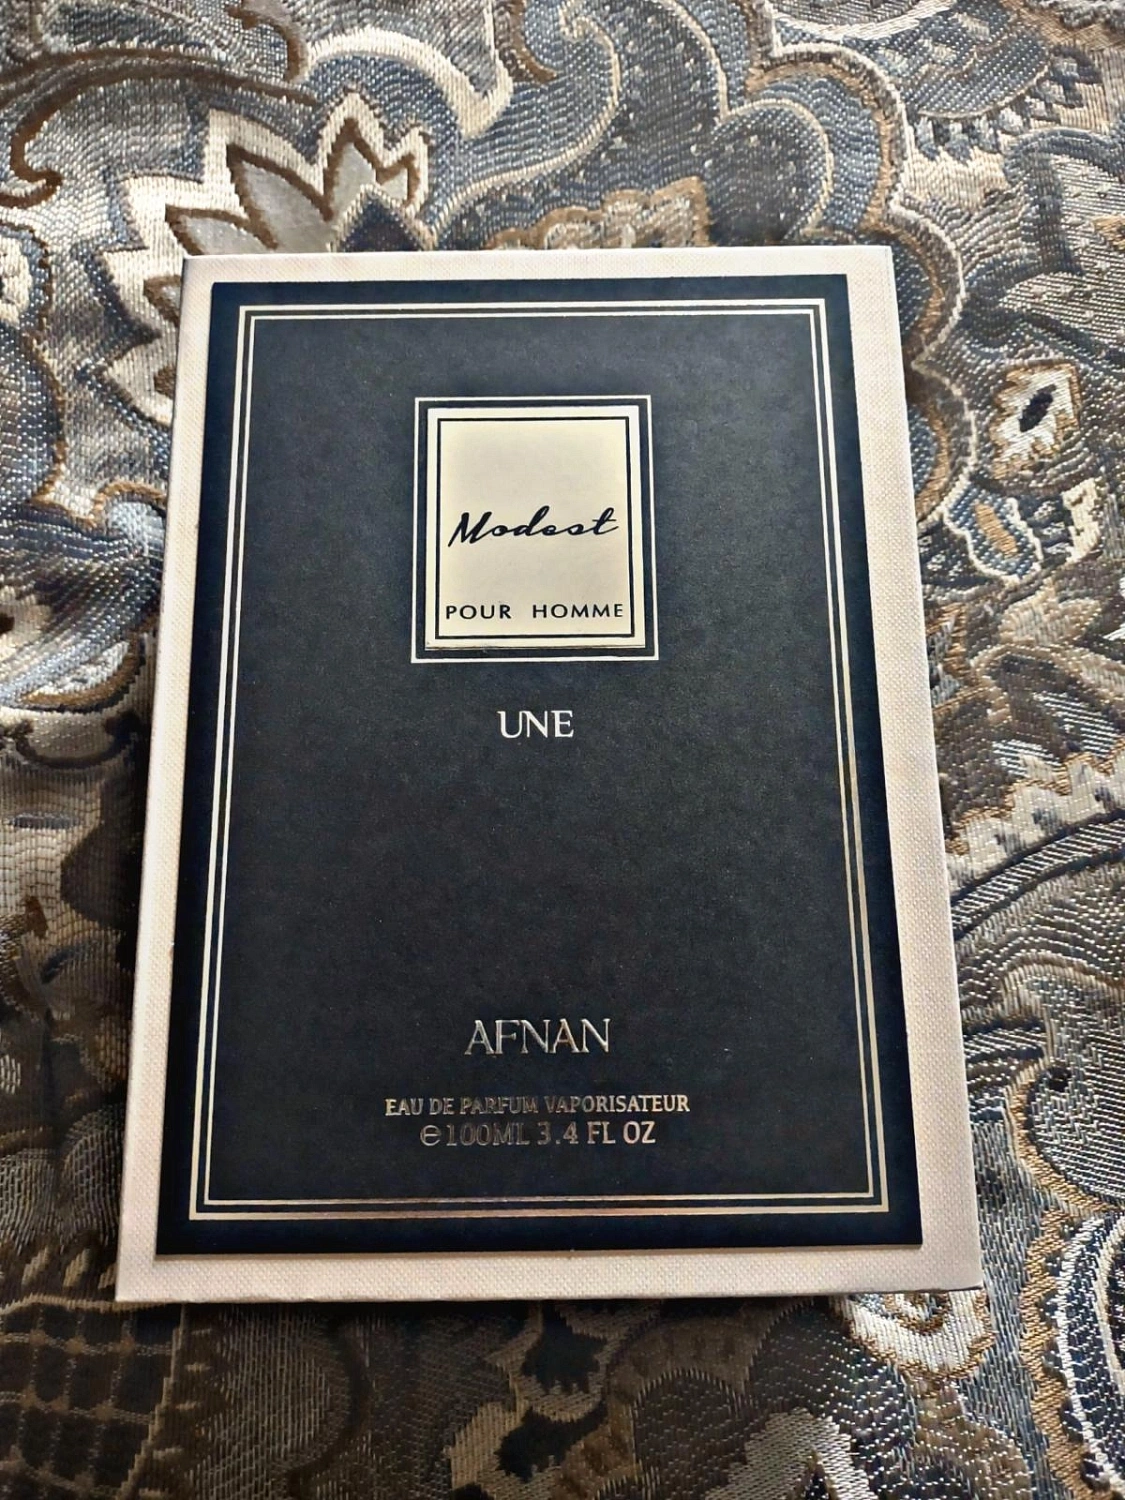 Modest
POUR HOMME
UNE
AFNAN
EAU DE PARFUM VAPORISATEUR
℮100ML 3.4 FL OZ